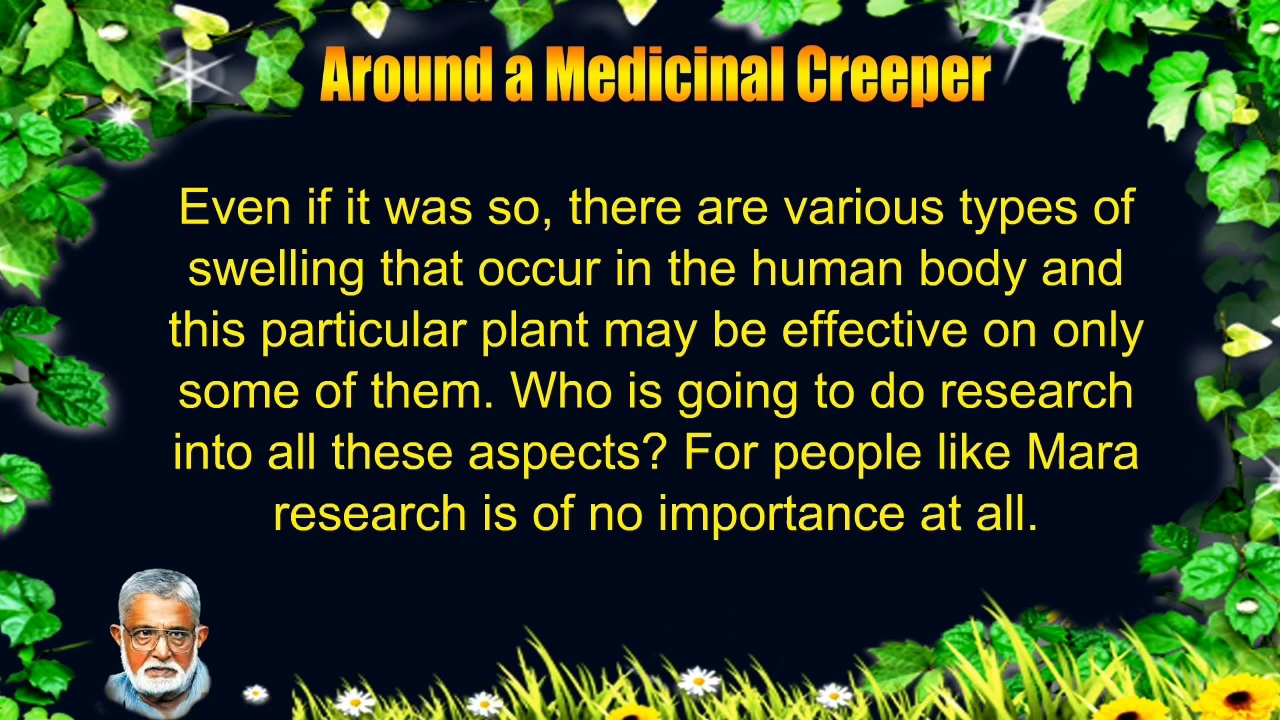 Around a Medicinal Creeper
Even if it was so, there are various types of
swelling that occur in the human body and
this particular plant may be effective on only
some of them. Who is going to do research
into all these aspects? For people like Mara
research is of no importance at all.